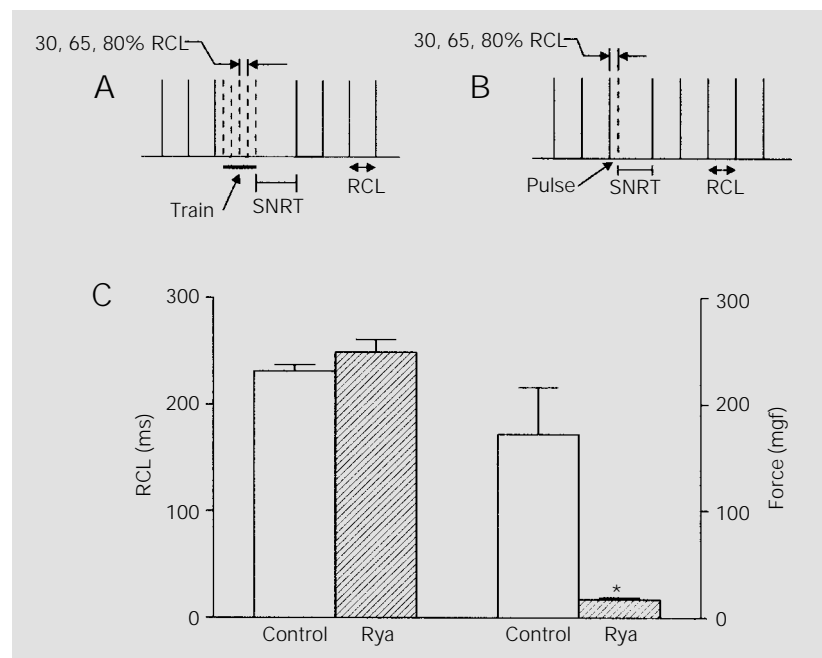 30, 65, 80% RCL
A
Train
SNRT
RCL
30, 65, 80% RCL
B
Pulse
SNRT
RCL
C
300
200
100
0
RCL (ms)
300
200
100
0
Force (mgf)
*
Control Rya Control Rya